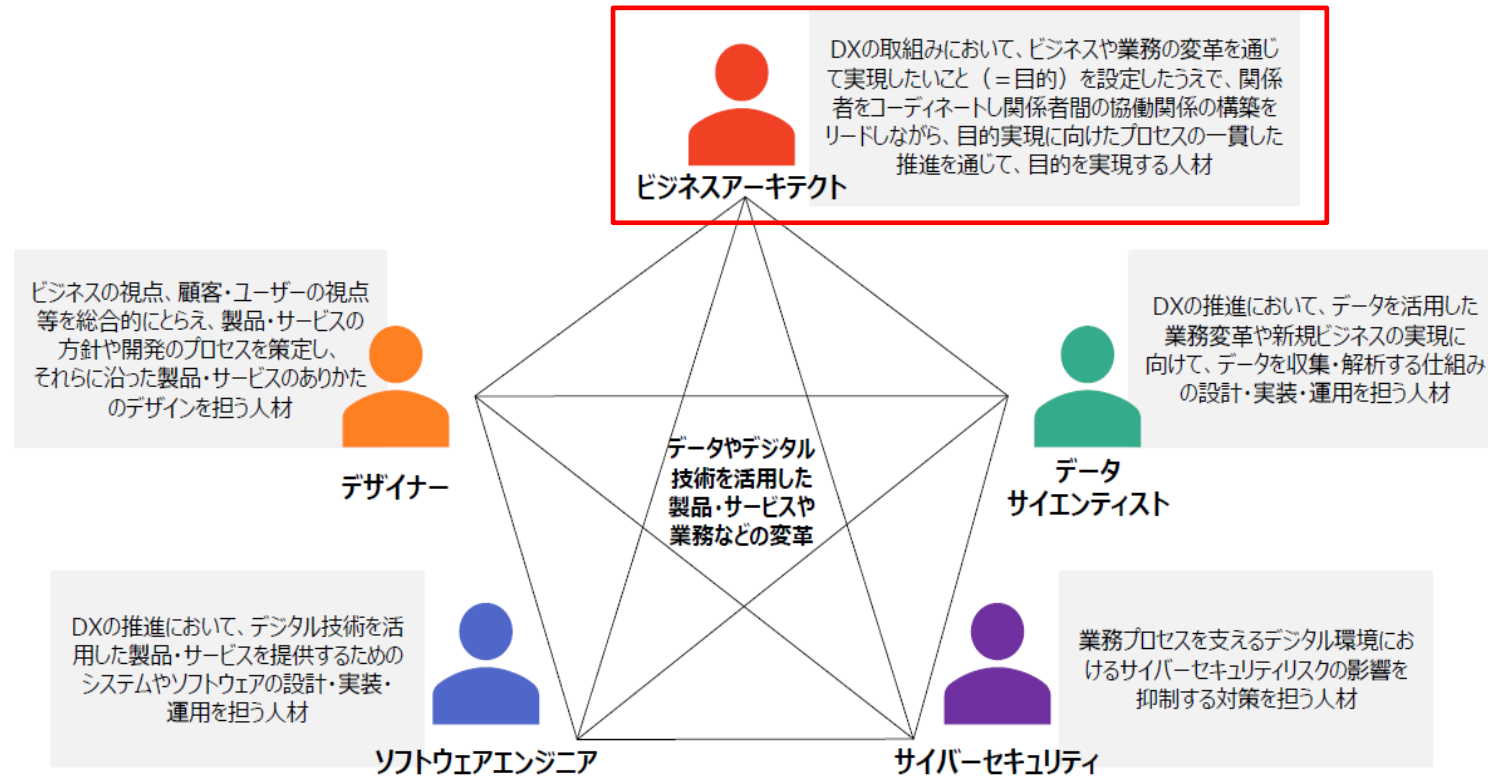 DXの取組みにおいて、ビジネスや業務の変革を通じ
て実現したいこと（=目的）を設定したうえで、関係
者をコーディネートし関係者間の協働関係の構築を
リードしながら、目的実現に向けたプロセスの一貫した
推進を通じて、目的を実現する人材
ビジネスアーキテクト
ビジネスの視点、顧客・ユーザーの視点
等を総合的にとらえ、製品・サービスの
方針や開発のプロセスを策定し、
それらに沿った製品・サービスのありかた
のデザインを担う人材
デザイナー
DXの推進において、データを活用した
業務変革や新規ビジネスの実現に
向けて、データを収集・解析する仕組み
の設計・実装・運用を担う人材
データ
サイエンティスト
データやデジタル
技術を活用した
製品・サービスや
業務などの変革
DXの推進において、デジタル技術を活
用した製品・サービスを提供するための
システムやソフトウェアの設計・実装・
運用を担う人材
ソフトウェアエンジニア
業務プロセスを支えるデジタル環境にお
けるサイバーセキュリティリスクの影響を
抑制する対策を担う人材
サイバーセキュリティ